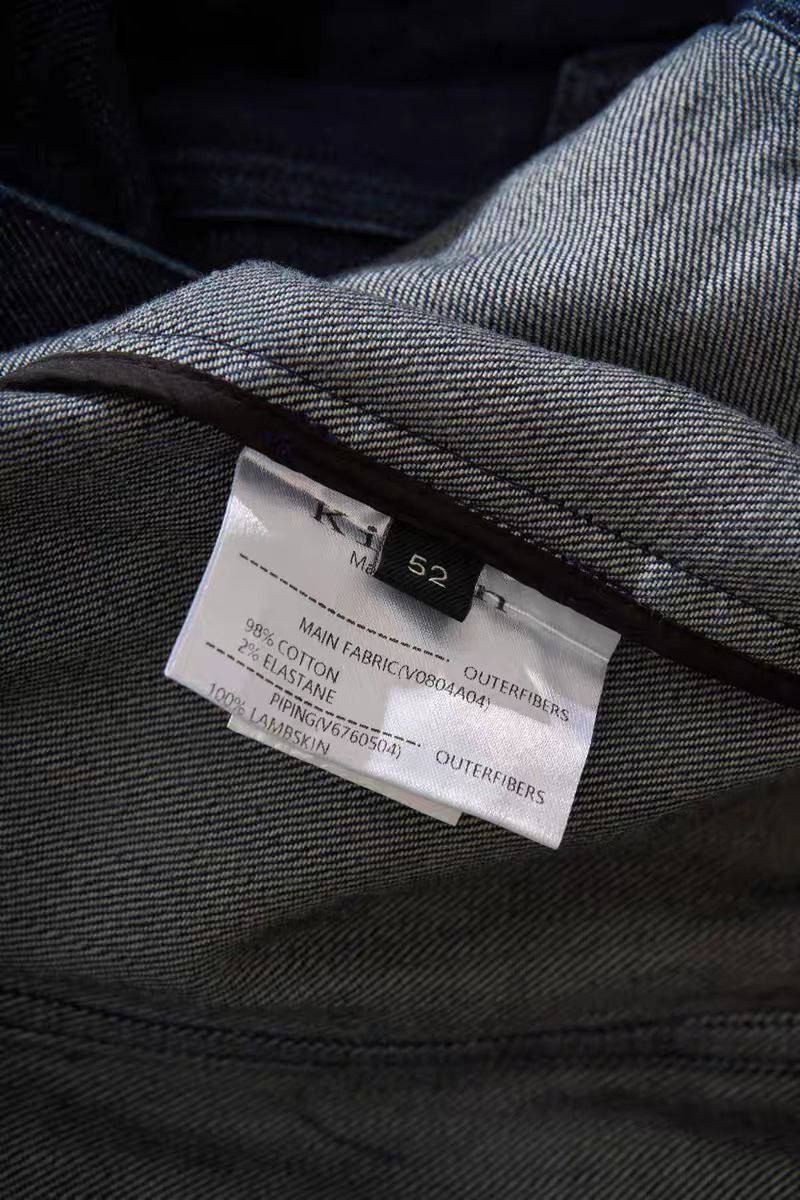 52
MAIN FABRIC(V0804A04) OUTERFIBERS
98% COTTON
2% ELASTANE
PIPING(V6760504) OUTERFIBERS
100% LAMBSKIN